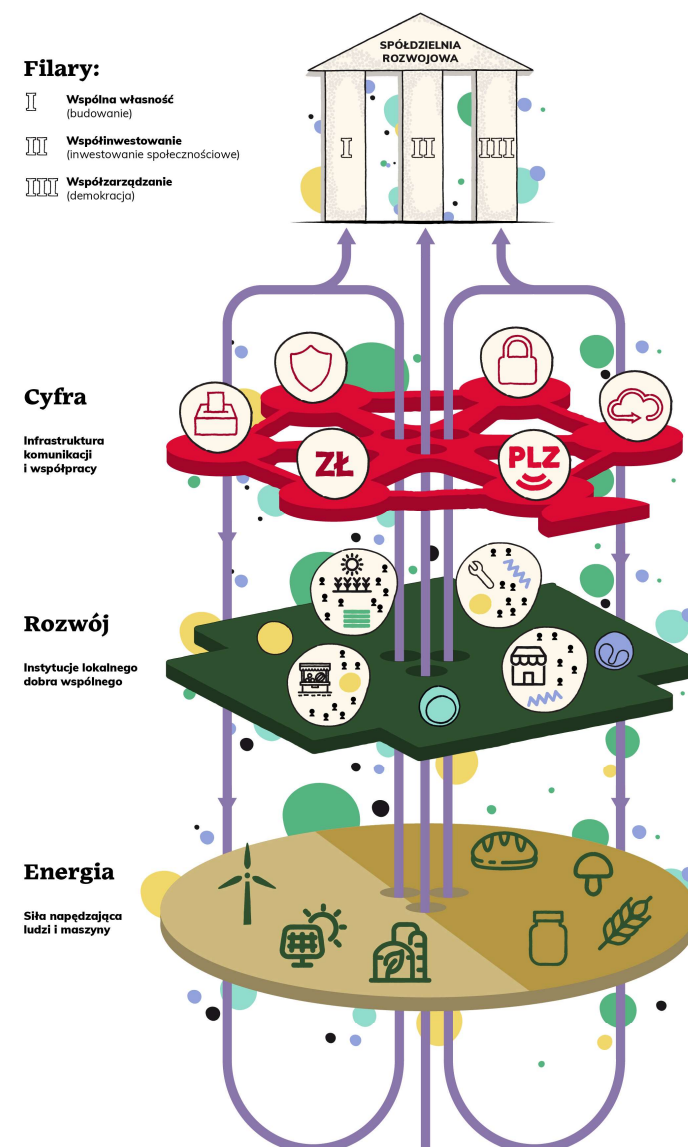 SPÓŁDZIELNIA
ROZWOJOWA
Filary:
I
Wspólna własność
(budowanie)
II
Współinwestowanie
(inwestowanie społecznościowe)
III
Współzarządzanie
(demokracja)
I II III
Cyfra
Infrastruktura
komunikacji
i współpracy
ZŁ
PLZ
Rozwój
Instytucje lokalnego
dobra wspólnego
Energia
Siła napędzająca
ludzi i maszyny